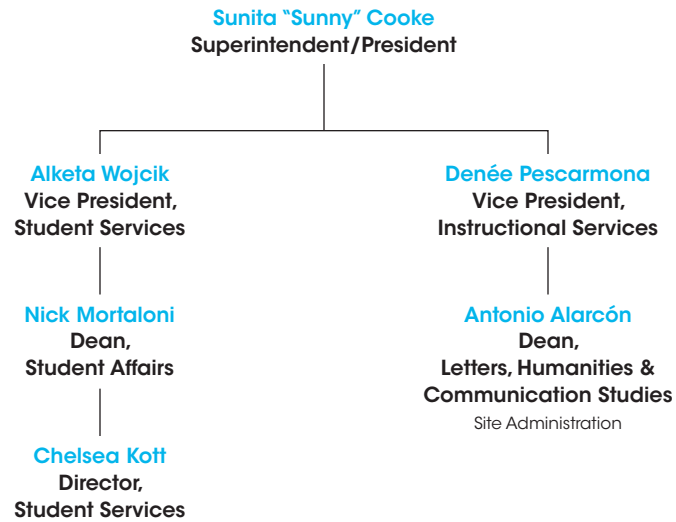 Sunita “Sunny” Cooke
Superintendent/President
Alketa Wojcik
Vice President,
Student Services
Nick Mortaloni
Dean,
Student Affairs
Chelsea Kott
Director,
Student Services
Denée Pescarmona
Vice President,
Instructional Services
Antonio Alarcón
Dean,
Letters, Humanities &
Communication Studies
Site Administration